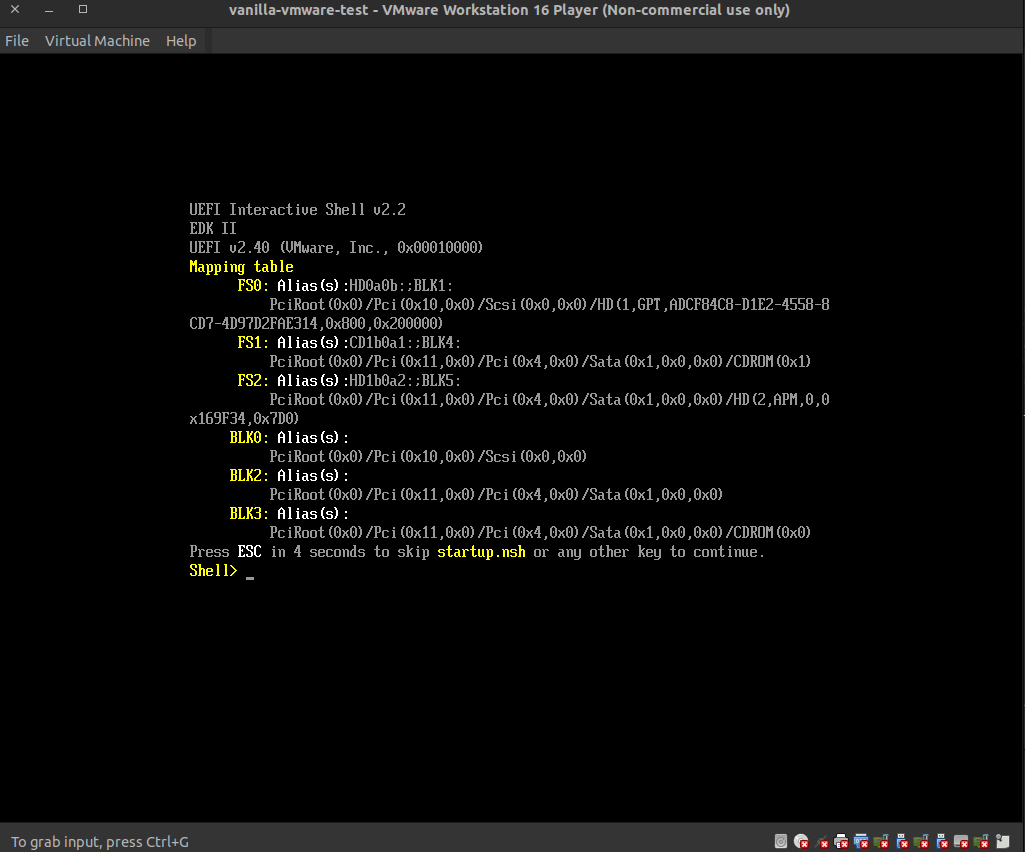 vanilla-vmware-test - VMware Workstation 16 Player (Non-commercial use only)
File Virtual Machine Help
UEFI Interactive Shell v2.2
EDK II
UEFI v2.40 (VMware, Inc., 0x00010000)
Mapping table
FS0: Alias(s):HD0a0b:;BLK1:
PciRoot(0x0)/Pci(0x10,0x0)/Scsi(0x0,0x0)/HD(1,GPT,ADCF84C8-D1E2-4558-8
CD7-4D97D2FAE314,0x800,0x200000)
FS1: Alias(s):CD1b0a1:;BLK4:
PciRoot(0x0)/Pci(0x11,0x0)/Pci(0x4,0x0)/Sata(0x1,0x0,0x0)/CDROM(0x1)
FS2: Alias(s):HD1b0a2:;BLK5:
PciRoot(0x0)/Pci(0x11,0x0)/Pci(0x4,0x0)/Sata(0x1,0x0,0x0)/HD(2,APM,0,0
x169F34,0x7D0)
BLK0: Alias(s):
PciRoot(0x0)/Pci(0x10,0x0)/Scsi(0x0,0x0)
BLK2: Alias(s):
PciRoot(0x0)/Pci(0x11,0x0)/Pci(0x4,0x0)/Sata(0x1,0x0,0x0)
BLK3: Alias(s):
PciRoot(0x0)/Pci(0x11,0x0)/Pci(0x4,0x0)/Sata(0x1,0x0,0x0)/CDROM(0x0)
Press ESC in 4 seconds to skip startup.nsh or any other key to continue.
Shell> _
To grab input, press Ctrl+G